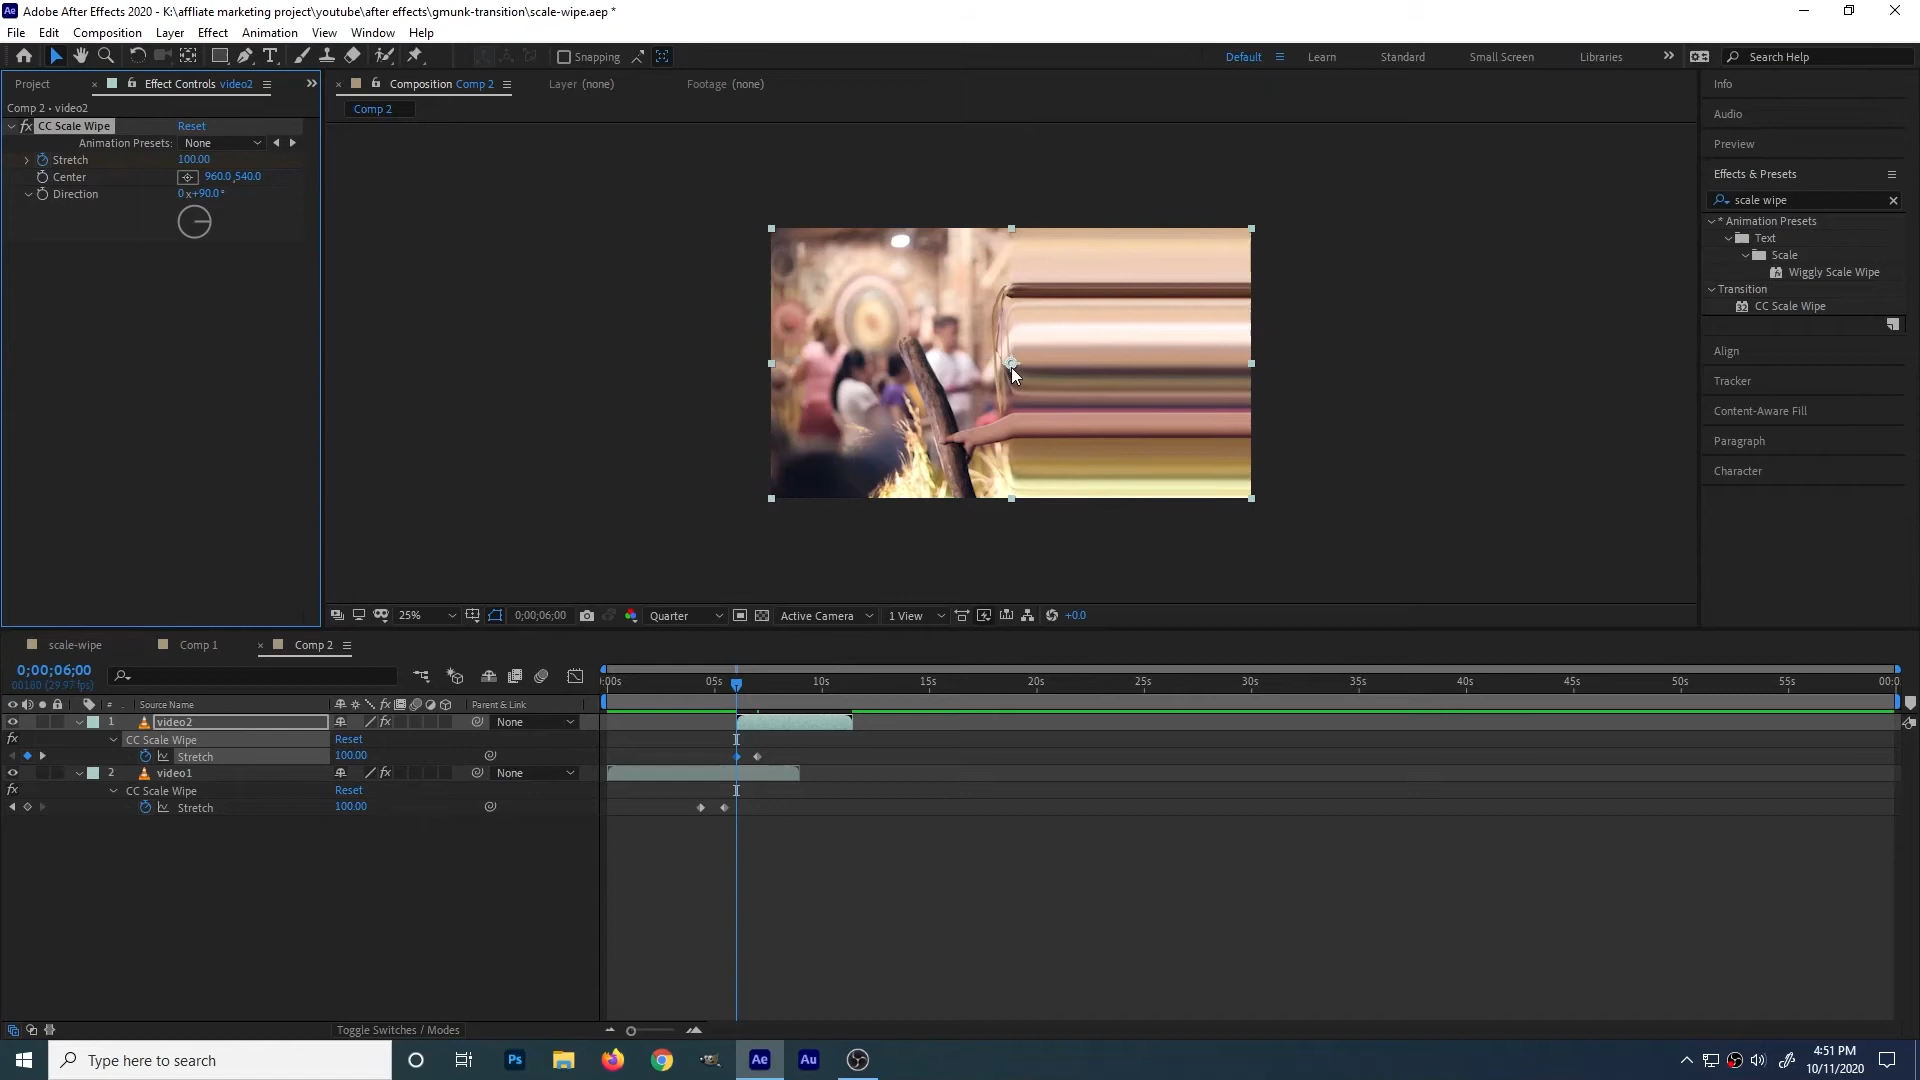 Adobe After Effects 2020 - K:\affliate marketing project\youtube\after effects\gmunk-transition\scale-wipe.aep *
File Edit Composition Layer Effect Animation View Window Help
Snapping
Default Learn Standard Small Screen Libraries Search Help
Project Effect Controls video2
Composition Comp 2
Layer (none)
Footage (none)
Comp 2 • video2
Comp 2
fx CC Scale Wipe Reset
Animation Presets: None
Stretch 100.00
Center 960.0,540.0
Direction 0x+90.0°
Info
Audio
Preview
Effects & Presets
scale wipe
* Animation Presets
Text
Scale
Wiggly Scale Wipe
Transition
CC Scale Wipe
Align
Tracker
Content-Aware Fill
Paragraph
Character
25% 0;00;06;00 Quarter Active Camera 1 View +0.0
scale-wipe Comp 1 Comp 2
0;00;06;00
00180 (29.97 fps)
:00s 05s 10s 15s 20s 25s 30s 35s 40s 45s 50s 55s 00:0
# Source Name Parent & Link
1 video2 None
CC Scale Wipe Reset
Stretch 100.00
2 video1 None
CC Scale Wipe Reset
Stretch 100.00
Toggle Switches / Modes
Type here to search
4:51 PM
10/11/2020